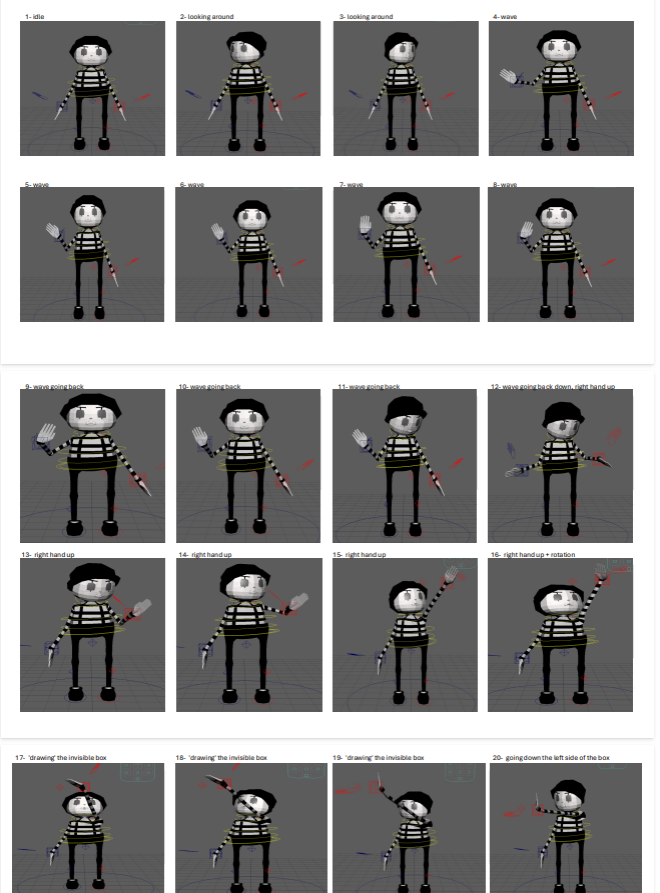 1- idle
2- looking around
3- looking around
4- wave
5- wave
6- wave
7- wave
8- wave
9- wave going back
10- wave going back
11- wave going back
12- wave going back down, right hand up
13- right hand up
14- right hand up
15- right hand up
16- right hand up + rotation
17- 'drawing' the invisible box
18- 'drawing' the invisible box
19- 'drawing' the invisible box
20- going down the left side of the box